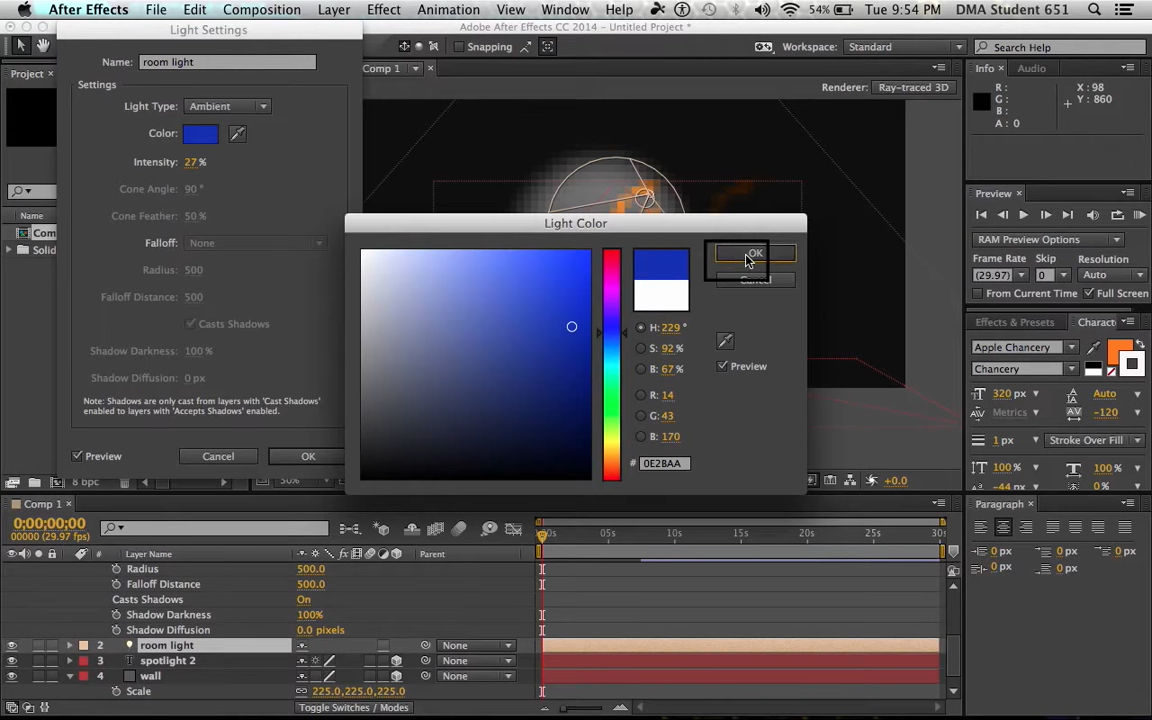 After Effects File Edit Composition Layer Effect Animation View Window Help 54% Tue 9:54 PM DMA Student 651
Light Settings
Adobe After Effects CC 2014 - Untitled Project *
Snapping
Workspace: Standard
Search Help
Name: room light
Project
Comp 1
Renderer: Ray-traced 3D
Info Audio
Settings
Light Type: Ambient
R:
G:
B:
A: 0
X: 98
Y: 860
Color:
Intensity: 27 %
Cone Angle: 90 °
Cone Feather: 50 %
Falloff: None
Radius: 500
Falloff Distance: 500
Casts Shadows
Shadow Darkness: 100 %
Shadow Diffusion: 0 px
Note: Shadows are only cast from layers with 'Cast Shadows'
enabled to layers with 'Accepts Shadows' enabled.
Preview Cancel OK
Name
Com
Solid
8 bpc
Light Color
OK
Cancel
H: 229 °
S: 92 %
B: 67 %
Preview
R: 14
G: 43
B: 170
# 0E2BAA
50%
+0.0
Preview
RAM Preview Options
Frame Rate Skip Resolution
(29.97) 0 Auto
From Current Time Full Screen
Effects & Presets Charact
Apple Chancery
Chancery
320 px Auto
Metrics -120
1 px Stroke Over Fill
100 % 100 %
-44 px 0 %
Paragraph
0 px 0 px 0 px
0 px 0 px
Comp 1
0;00;00;00
00000 (29.97 fps)
# Layer Name Parent
00s 05s 10s 15s 20s 25s 30s
Radius 500.0
Falloff Distance 500.0
Casts Shadows On
Shadow Darkness 100%
Shadow Diffusion 0.0 pixels
2 room light None
3 T spotlight 2 None
4 wall None
Scale 225.0,225.0,225.0
Toggle Switches / Modes